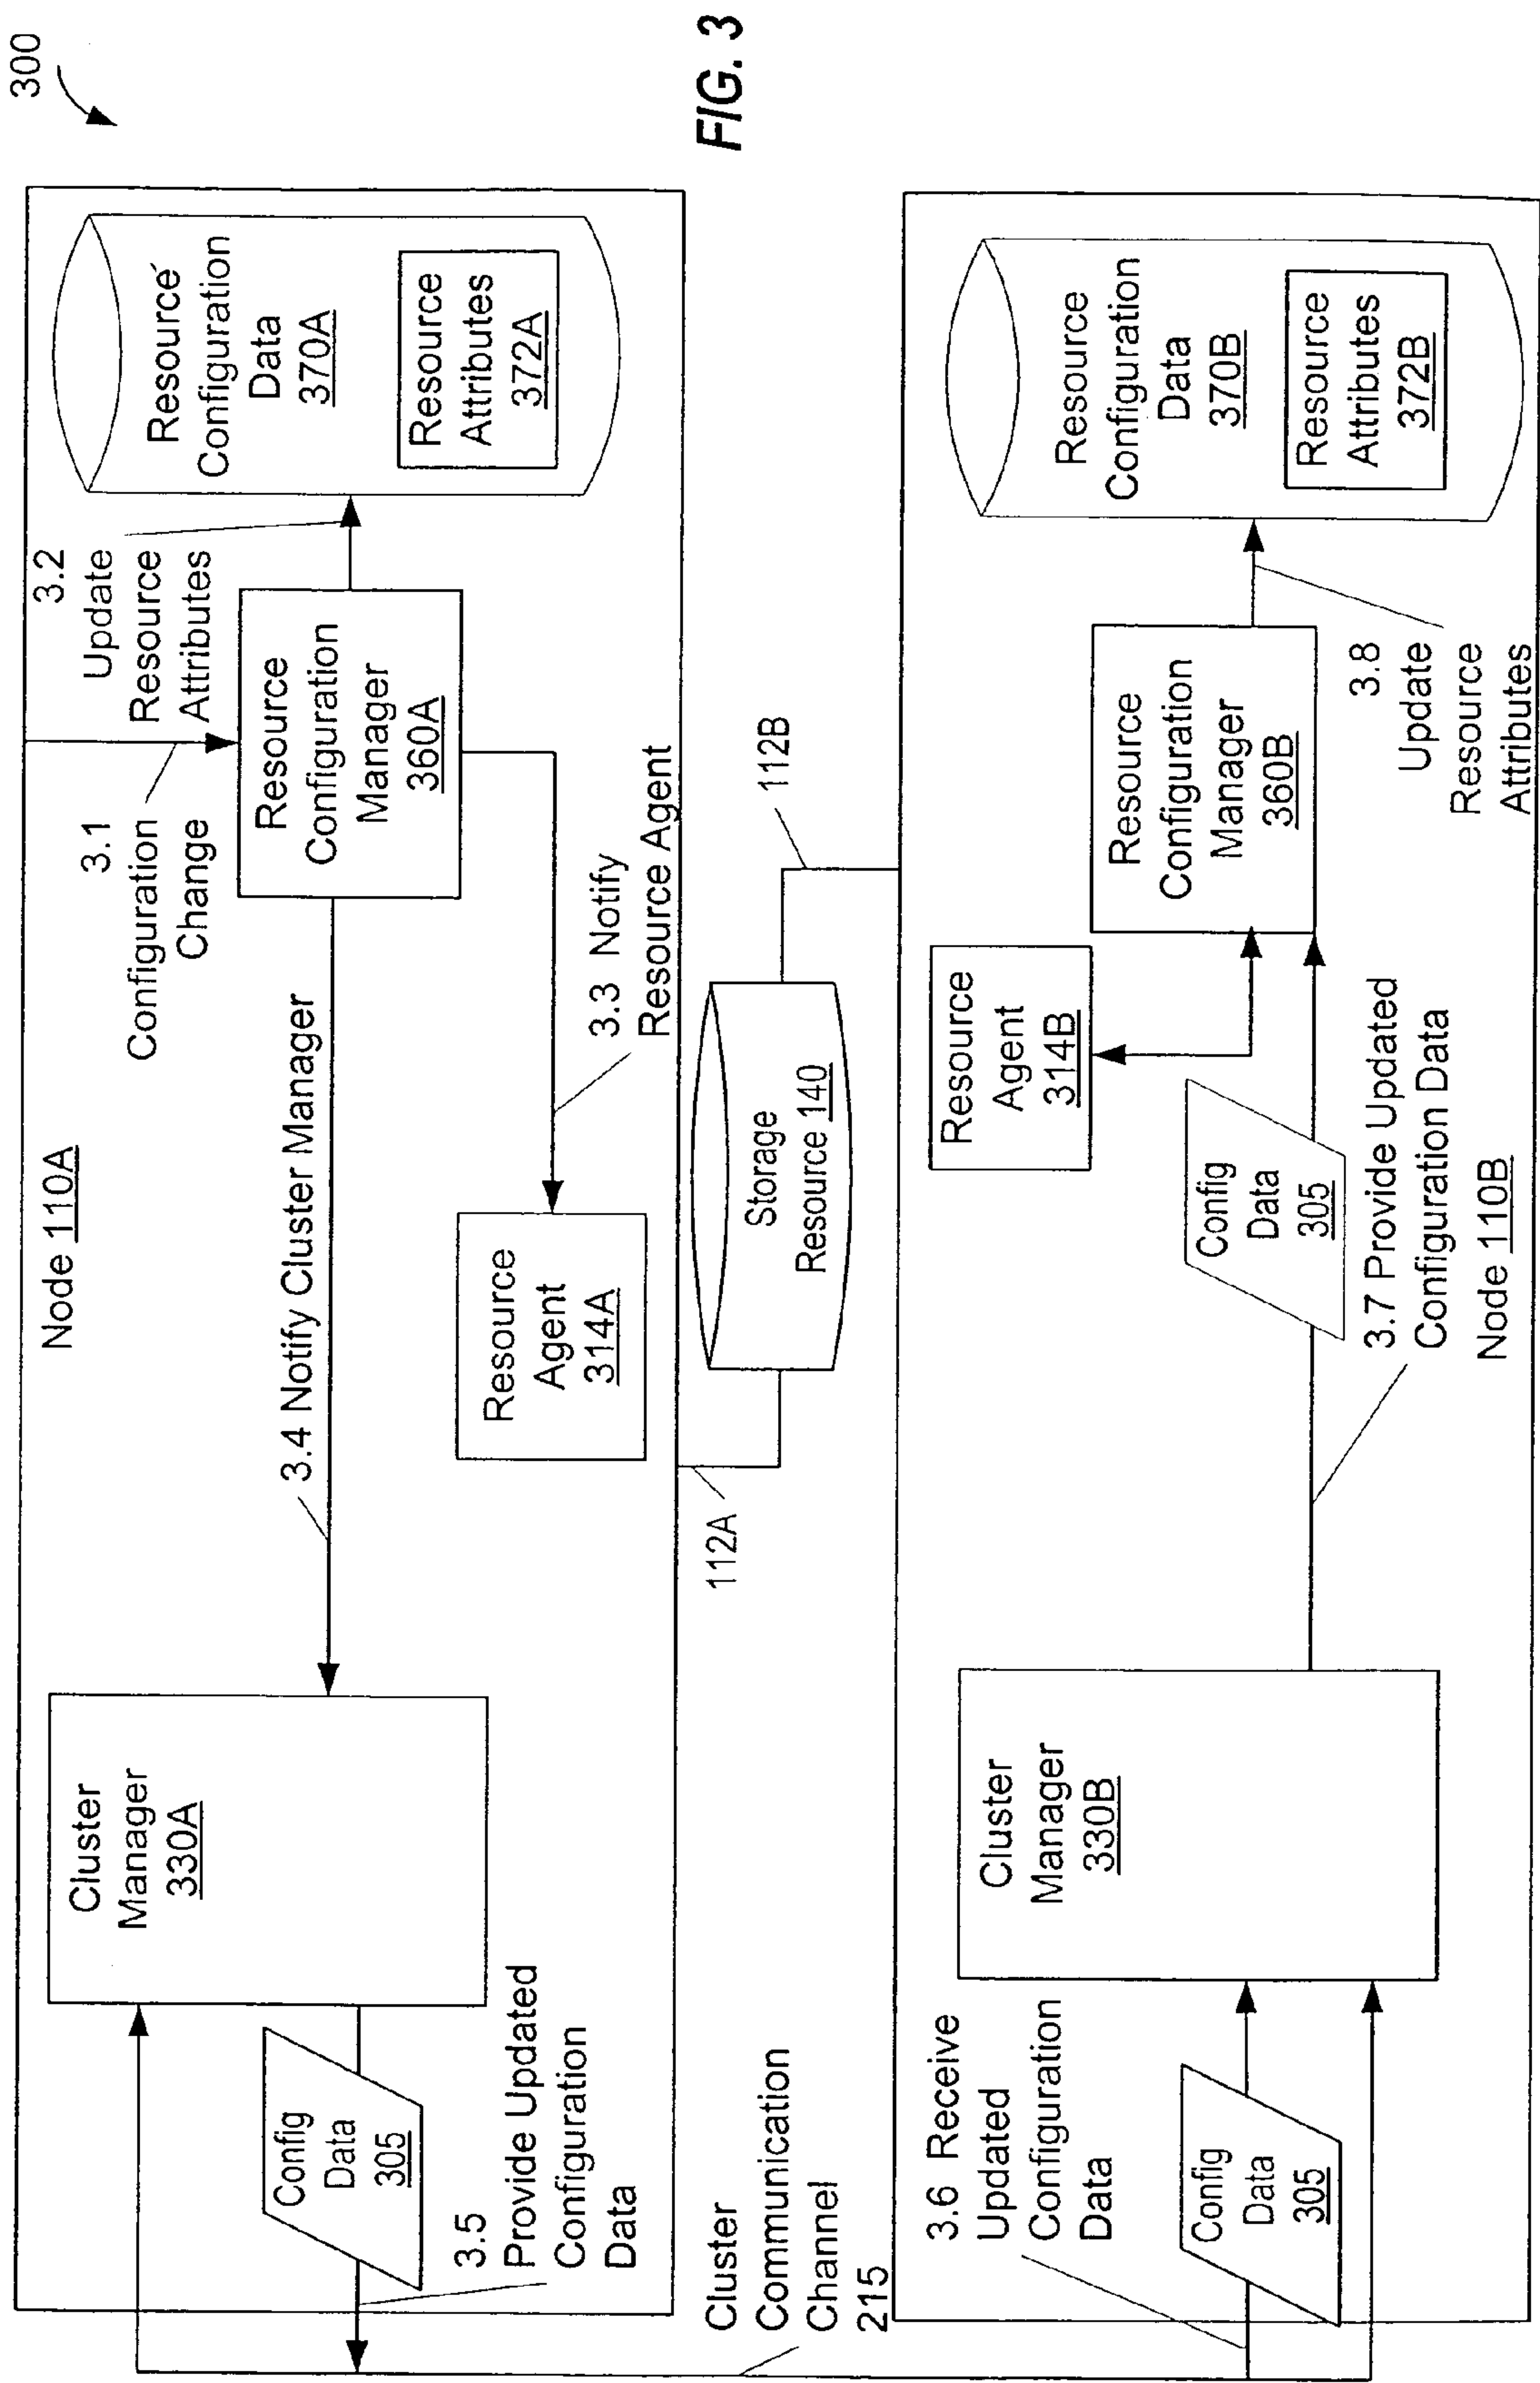 300
FIG. 3
Node 110A
Cluster
Manager
330A
3.4 Notify Cluster Manager
3.1
Configuration
Change
3.2
Update
Resource
Attributes
Resource
Configuration
Manager
360A
Resource
Configuration
Data
370A
Resource
Attributes
372A
3.3 Notify
Resource Agent
Resource
Agent
314A
Config
Data
305
3.5
Provide Updated
Configuration
Data
Cluster
Communication
Channel
215
112A
Storage
Resource 140
112B
3.6 Receive
Updated
Configuration
Data
Config
Data
305
Cluster
Manager
330B
Resource
Agent
314B
Config
Data
305
3.7 Provide Updated
Configuration Data
Node 110B
Resource
Configuration
Manager
360B
3.8
Update
Resource
Attributes
Resource
Configuration
Data
370B
Resource
Attributes
372B